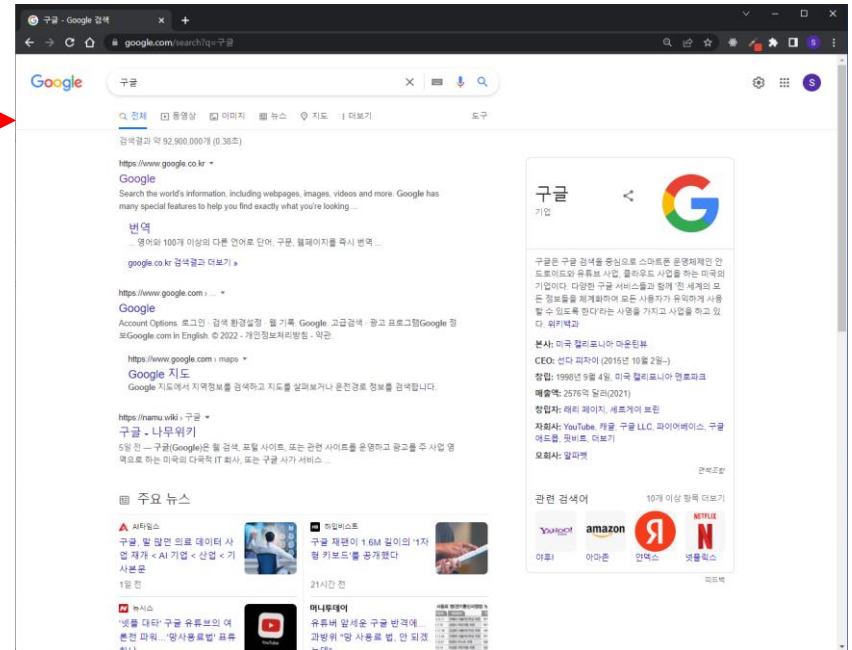 구글 - Google 검색
google.com/search?q=구글
Google
구글
전체 동영상 이미지 뉴스 지도 더보기 도구
검색결과 약 92,900,000개 (0.38초)
https://www.google.co.kr
Google
Search the world's information, including webpages, images, videos and more. Google has
many special features to help you find exactly what you're looking ...
번역
... 영어와 100개 이상의 다른 언어로 단어, 구문, 웹페이지를 즉시 번역 ...
google.co.kr 검색결과 더보기 »
https://www.google.com › ...
Google
Account Options. 로그인 · 검색 환경설정 · 웹 기록. Google. 고급검색 · 광고 프로그램Google 정
보Google.com in English. © 2022 - 개인정보처리방침 - 약관.
https://www.google.com › maps
Google 지도
Google 지도에서 지역정보를 검색하고 지도를 살펴보거나 운전경로 정보를 검색합니다.
https://namu.wiki › 구글
구글 - 나무위키
5일 전 — 구글(Google)은 웹 검색, 포털 사이트, 또는 관련 사이트를 운영하고 광고를 주 사업 영
역으로 하는 미국의 다국적 IT 회사, 또는 구글 사가 서비스 ...
주요 뉴스
AI타임스
구글, 말 많던 의료 데이터 사
업 재개 < AI 기업 < 산업 < 기
사본문
1일 전
하입비스트
구글 재팬이 1.6M 길이의 '1자
형 키보드'를 공개했다
21시간 전
뉴시스
'넷플 대타' 구글 유튜브의 여
론전 파워…'망사용료법' 표류
머니투데이
유튜버 앞세운 구글 반격에...
과방위 "망 사용료 법, 안 되겠
는데"
구글
기업
구글은 구글 검색을 중심으로 스마트폰 운영체제인 안
드로이드와 유튜브 사업, 클라우드 사업을 하는 미국의
기업이다. 다양한 구글 서비스들과 함께 '전 세계의 모
든 정보들을 체계화하여 모든 사용자가 유익하게 사용
할 수 있도록 한다'라는 사명을 가지고 사업을 하고 있
다. 위키백과
본사: 미국 캘리포니아 마운틴뷰
CEO: 선다 피차이 (2015년 10월 2일–)
창립: 1998년 9월 4일, 미국 캘리포니아 멘로파크
매출액: 2576억 달러(2021)
창립자: 래리 페이지, 세르게이 브린
자회사: YouTube, 캐글, 구글 LLC, 파이어베이스, 구글
애드몹, 핏비트, 더보기
모회사: 알파벳
면책조항
관련 검색어 10개 이상 항목 더보기
YAHOO! amazon Я NETFLIX N
야후! 아마존 얀덱스 넷플릭스
피드백